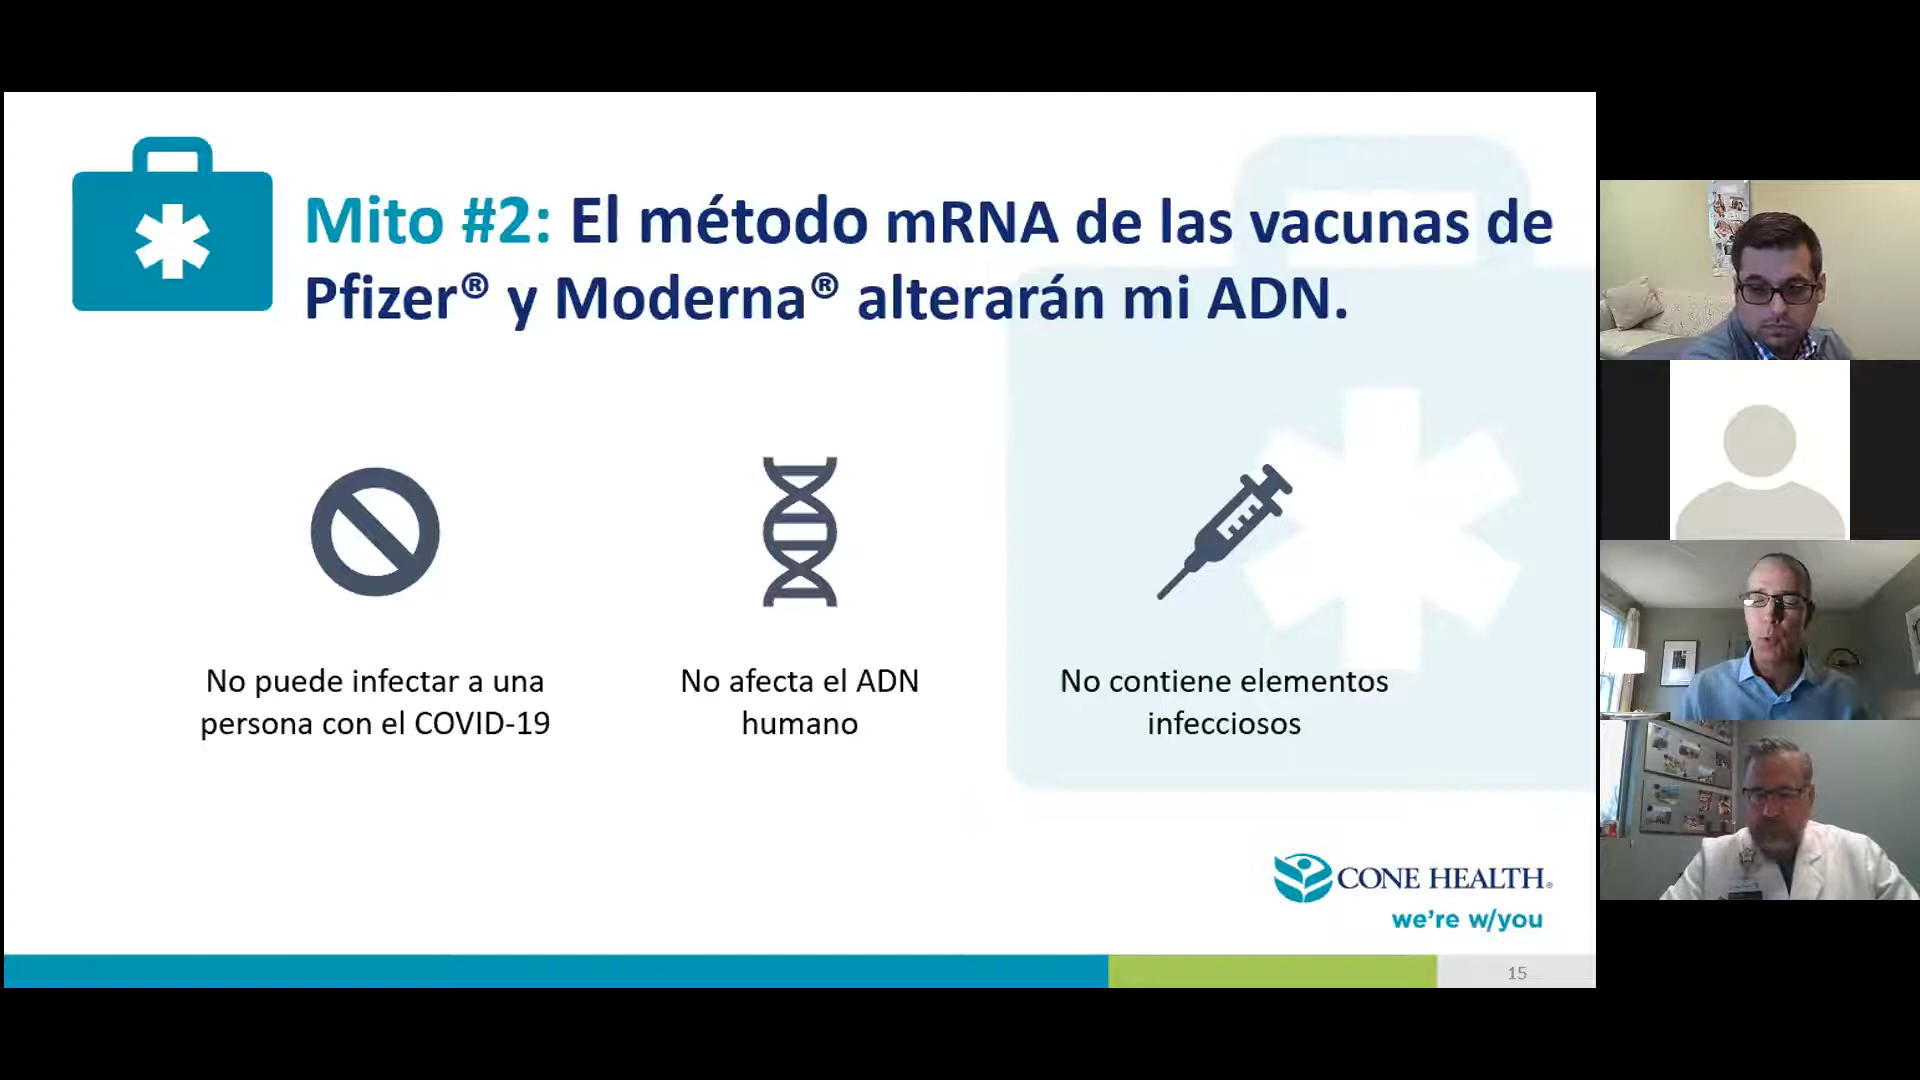 Mito #2: El método mRNA de las vacunas de
Pfizer® y Moderna® alterarán mi ADN.
No puede infectar a una
persona con el COVID-19
No afecta el ADN
humano
No contiene elementos
infecciosos
CONE HEALTH®
we're w/you
15